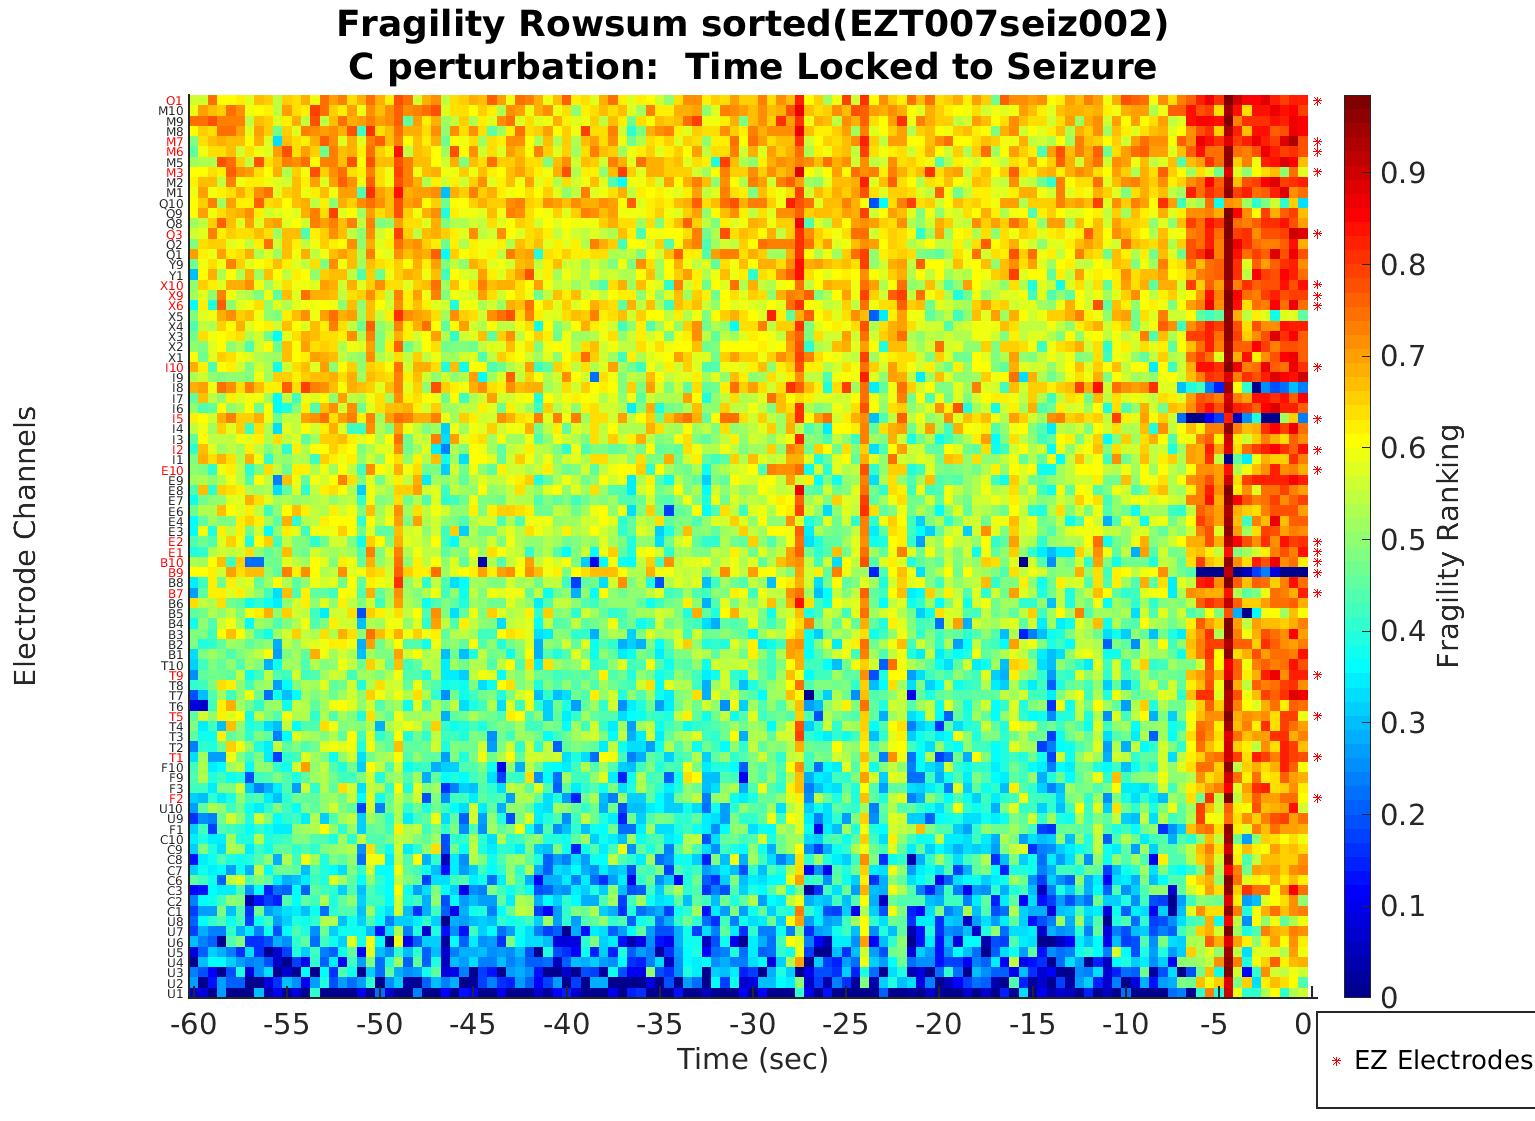 Fragility Rowsum sorted(EZT007seiz002)
C perturbation: Time Locked to Seizure
Electrode Channels
O1
M10
M9
M8
M7
M6
M5
M3
M2
M1
Q10
Q9
Q8
Q3
Q2
Q1
Y9
Y1
X10
X9
X6
X5
X4
X3
X2
X1
I10
I9
I8
I7
I6
I5
I4
I3
I2
I1
E10
E9
E8
E7
E6
E4
E3
E2
E1
B10
B9
B8
B7
B6
B5
B4
B3
B2
B1
T10
T9
T8
T7
T6
T5
T4
T3
T2
T1
F10
F9
F3
F2
U10
U9
F1
C10
C9
C8
C7
C6
C3
C2
C1
U8
U7
U6
U5
U4
U3
U2
U1
-60 -55 -50 -45 -40 -35 -30 -25 -20 -15 -10 -5 0
Time (sec)
0.9
0.8
0.7
0.6
0.5
0.4
0.3
0.2
0.1
0
Fragility Ranking
EZ Electrodes